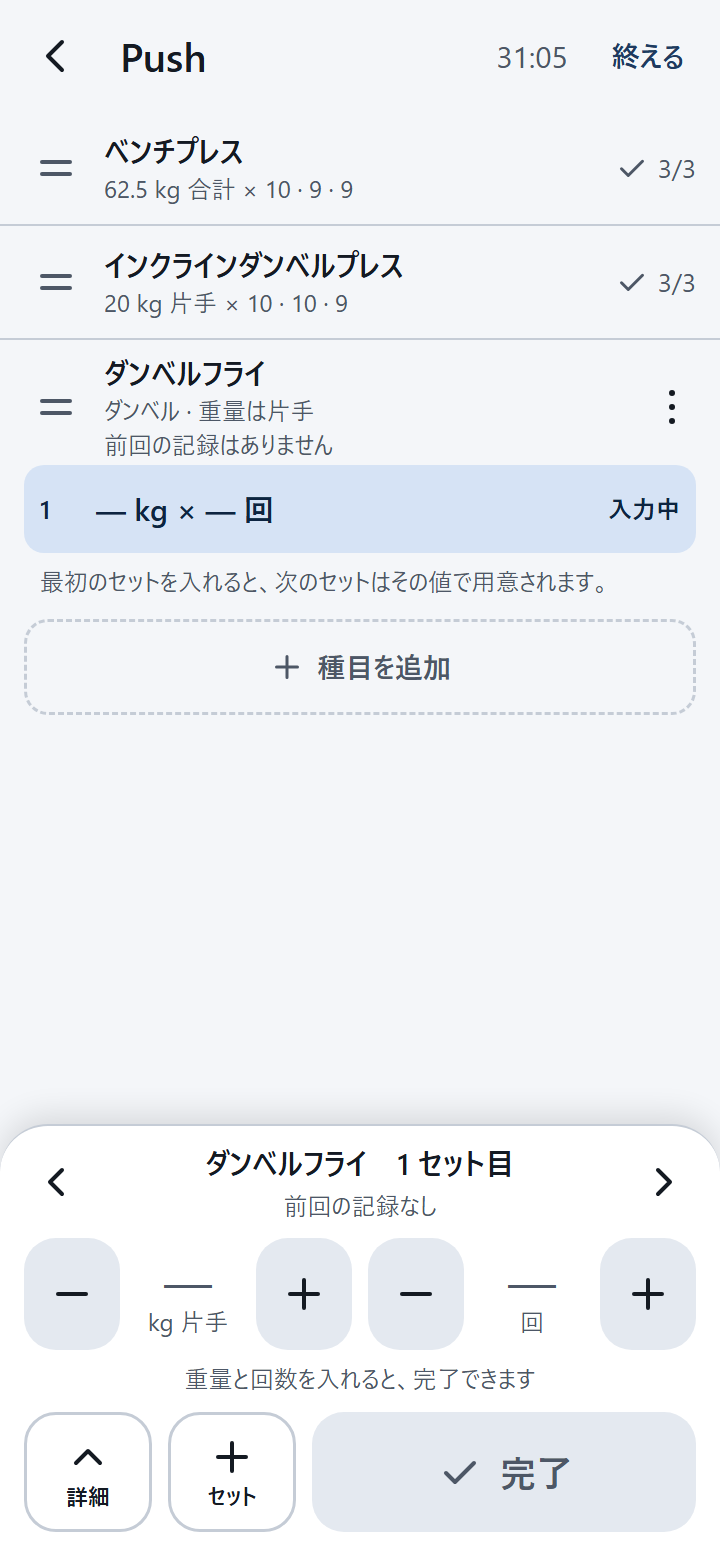 Push 31:05 終える
ベンチプレス
62.5 kg 合計 × 10 · 9 · 9
3/3
インクラインダンベルプレス
20 kg 片手 × 10 · 10 · 9
3/3
ダンベルフライ
ダンベル · 重量は片手
前回の記録はありません
1 — kg × — 回 入力中
最初のセットを入れると、次のセットはその値で用意されます。
種目を追加
ダンベルフライ 1 セット目
前回の記録なし
— kg 片手
— 回
重量と回数を入れると、完了できます
詳細
セット
完了